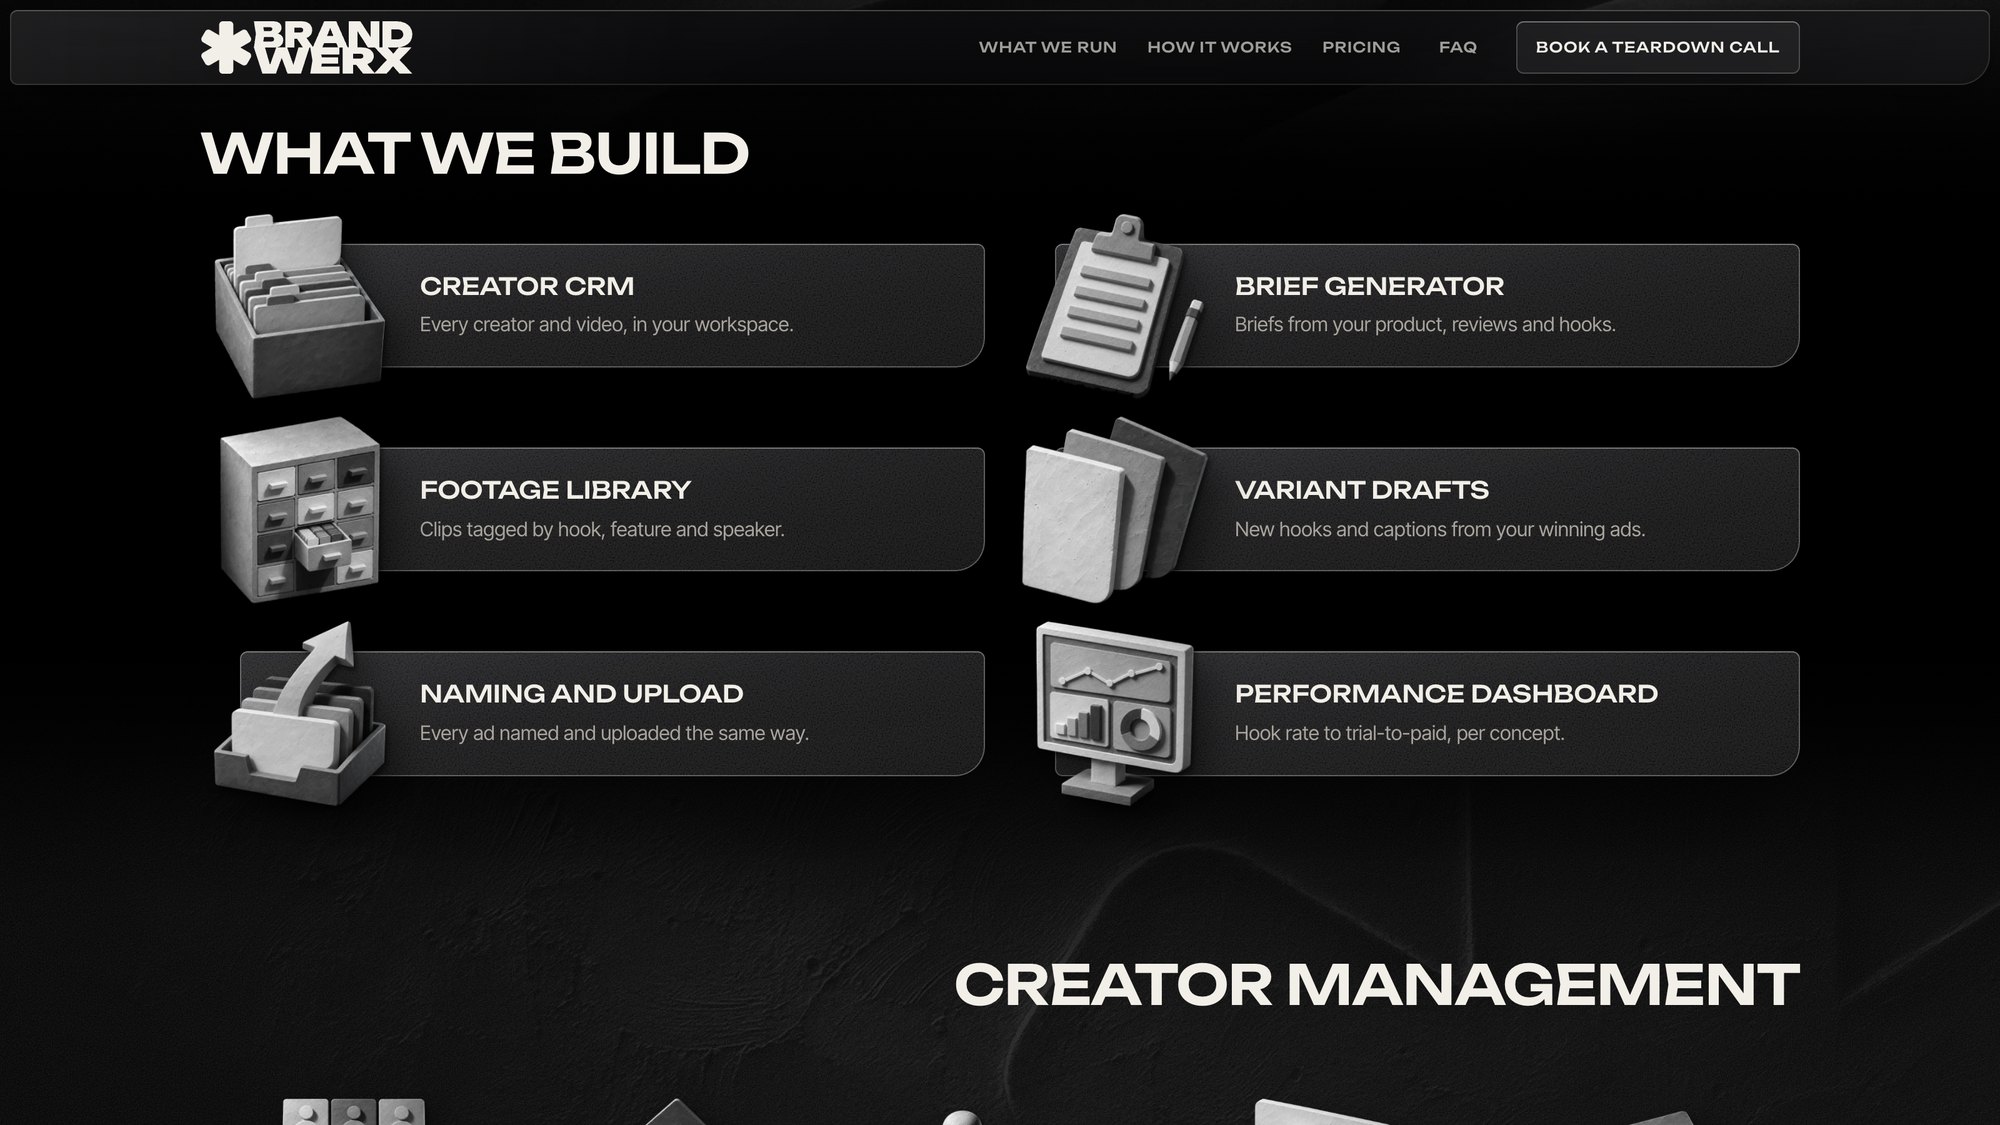 BRAND
WERX
WHAT WE RUN
HOW IT WORKS
PRICING
FAQ
BOOK A TEARDOWN CALL
WHAT WE BUILD
CREATOR CRM
Every creator and video, in your workspace.
BRIEF GENERATOR
Briefs from your product, reviews and hooks.
FOOTAGE LIBRARY
Clips tagged by hook, feature and speaker.
VARIANT DRAFTS
New hooks and captions from your winning ads.
NAMING AND UPLOAD
Every ad named and uploaded the same way.
PERFORMANCE DASHBOARD
Hook rate to trial-to-paid, per concept.
CREATOR MANAGEMENT